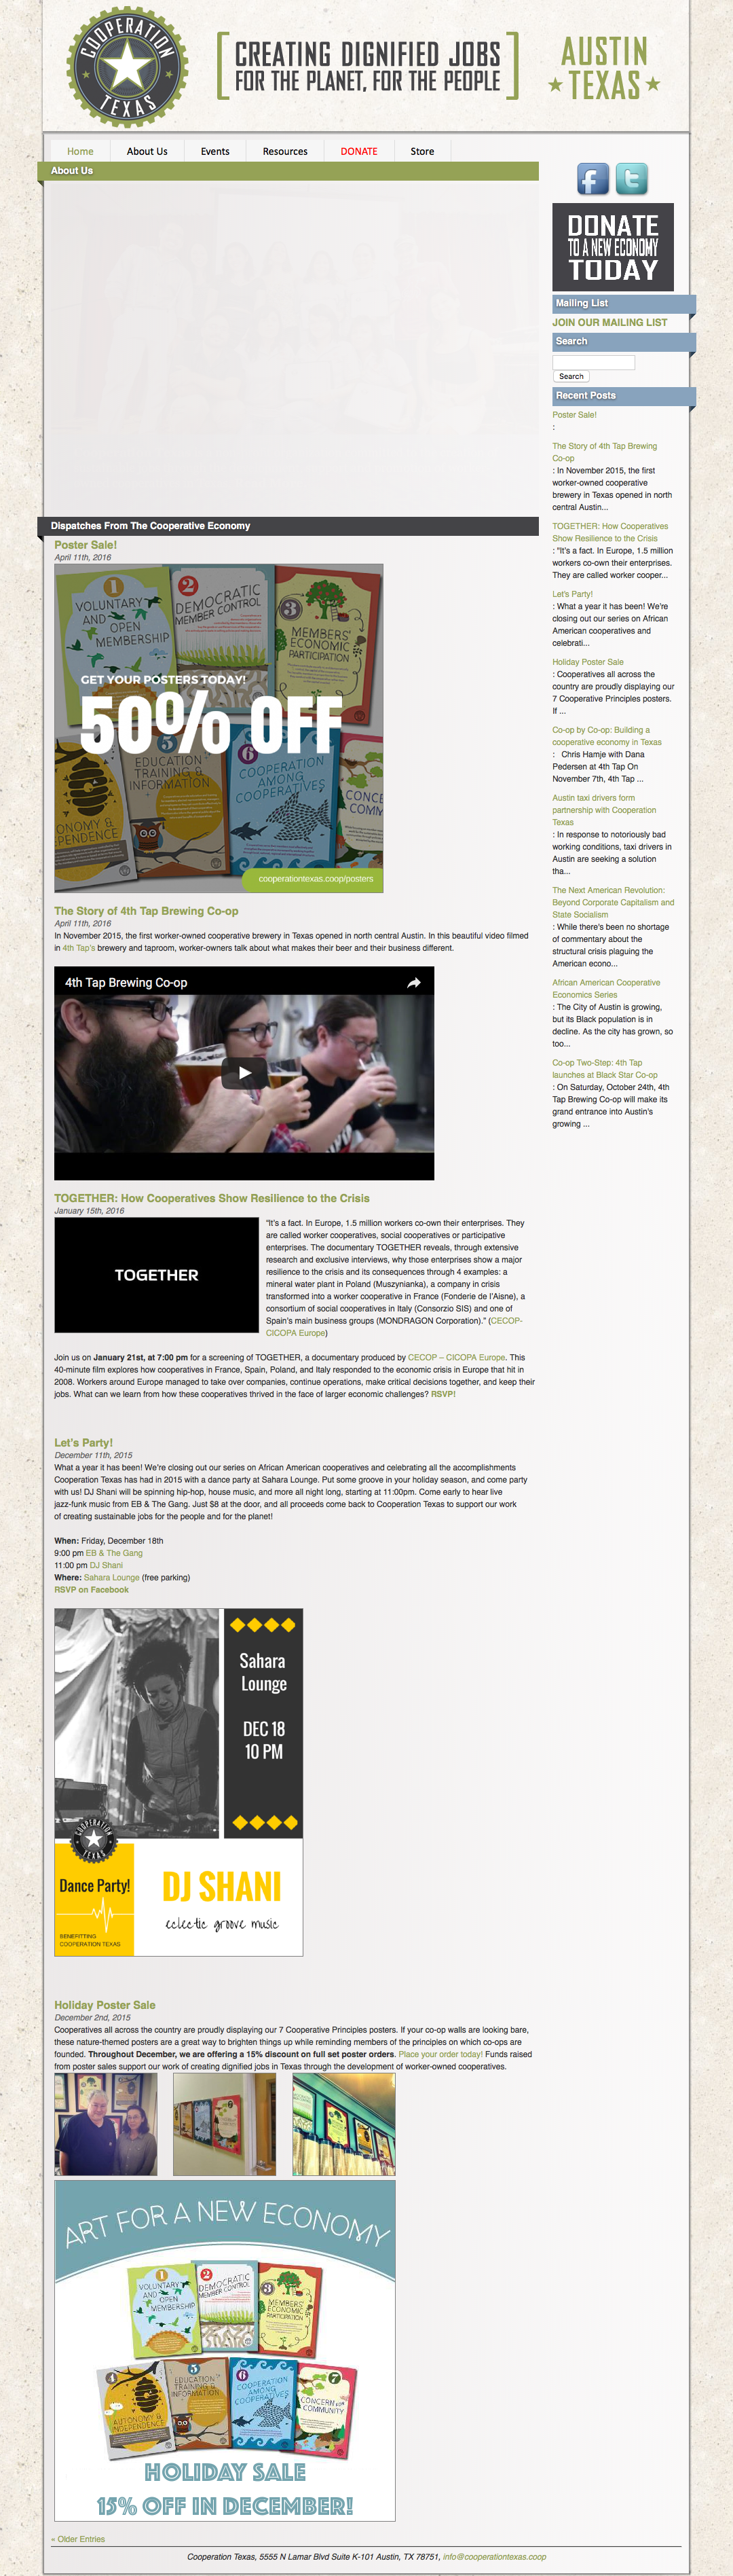 COOPERATION
TEXAS
CREATING DIGNIFIED JOBS
FOR THE PLANET, FOR THE PEOPLE
AUSTIN
TEXAS
Home
About Us
Events
Resources
DONATE
Store
About Us
Dispatches From The Cooperative Economy
Poster Sale!
April 11th, 2016
1
VOLUNTARY
AND
OPEN
MEMBERSHIP
2
DEMOCRATIC
MEMBER CONTROL
3
MEMBERS'
ECONOMIC
PARTICIPATION
GET YOUR POSTERS TODAY!
50% OFF
EDUCATION
TRAINING &
INFORMATION
6
COOPERATION
AMONG
COOPERATIVES
cooperationtexas.coop/posters
The Story of 4th Tap Brewing Co-op
April 11th, 2016
In November 2015, the first worker-owned cooperative brewery in Texas opened in north central Austin. In this beautiful video filmed
in 4th Tap's brewery and taproom, worker-owners talk about what makes their beer and their business different.
4th Tap Brewing Co-op
TOGETHER: How Cooperatives Show Resilience to the Crisis
January 15th, 2016
TOGETHER
"It's a fact. In Europe, 1.5 million workers co-own their enterprises. They
are called worker cooperatives, social cooperatives or participative
enterprises. The documentary TOGETHER reveals, through extensive
research and exclusive interviews, why those enterprises show a major
resilience to the crisis and its consequences through 4 examples: a
mineral water plant in Poland (Muszynianka), a company in crisis
transformed into a worker cooperative in France (Fonderie de l'Aisne), a
consortium of social cooperatives in Italy (Consorzio SIS) and one of
Spain's main business groups (MONDRAGON Corporation)." (CECOP-
CICOPA Europe)
Join us on January 21st, at 7:00 pm for a screening of TOGETHER, a documentary produced by CECOP – CICOPA Europe. This
40-minute film explores how cooperatives in France, Spain, Poland, and Italy responded to the economic crisis in Europe that hit in
2008. Workers around Europe managed to take over companies, continue operations, make critical decisions together, and keep their
jobs. What can we learn from how these cooperatives thrived in the face of larger economic challenges? RSVP!
Let's Party!
December 11th, 2015
What a year it has been! We're closing out our series on African American cooperatives and celebrating all the accomplishments
Cooperation Texas has had in 2015 with a dance party at Sahara Lounge. Put some groove in your holiday season, and come party
with us! DJ Shani will be spinning hip-hop, house music, and more all night long, starting at 11:00pm. Come early to hear live
jazz-funk music from EB & The Gang. Just $8 at the door, and all proceeds come back to Cooperation Texas to support our work
of creating sustainable jobs for the people and for the planet!
When: Friday, December 18th
9:00 pm EB & The Gang
11:00 pm DJ Shani
Where: Sahara Lounge (free parking)
RSVP on Facebook
Sahara
Lounge
DEC 18
10 PM
COOPERATION
TEXAS
Dance Party!
BENEFITTING
COOPERATION TEXAS
DJ SHANI
eclectic groove music
Holiday Poster Sale
December 2nd, 2015
Cooperatives all across the country are proudly displaying our 7 Cooperative Principles posters. If your co-op walls are looking bare,
these nature-themed posters are a great way to brighten things up while reminding members of the principles on which co-ops are
founded. Throughout December, we are offering a 15% discount on full set poster orders. Place your order today! Funds raised
from poster sales support our work of creating dignified jobs in Texas through the development of worker-owned cooperatives.
ART FOR A NEW ECONOMY
1
VOLUNTARY
AND
OPEN
MEMBERSHIP
2
DEMOCRATIC
MEMBER CONTROL
3
MEMBERS'
ECONOMIC
PARTICIPATION
4
AUTONOMY &
INDEPENDENCE
5
EDUCATION
TRAINING &
INFORMATION
6
COOPERATION
AMONG
COOPERATIVES
7
CONCERN FOR
COMMUNITY
HOLIDAY SALE
15% OFF IN DECEMBER!
« Older Entries
DONATE
TO A NEW ECONOMY
TODAY
Mailing List
JOIN OUR MAILING LIST
Search
Search
Recent Posts
Poster Sale!
:
The Story of 4th Tap Brewing
Co-op
: In November 2015, the first
worker-owned cooperative
brewery in Texas opened in north
central Austin...
TOGETHER: How Cooperatives
Show Resilience to the Crisis
: "It's a fact. In Europe, 1.5 million
workers co-own their enterprises.
They are called worker cooper...
Let's Party!
: What a year it has been! We're
closing out our series on African
American cooperatives and
celebrati...
Holiday Poster Sale
: Cooperatives all across the
country are proudly displaying our
7 Cooperative Principles posters.
If ...
Co-op by Co-op: Building a
cooperative economy in Texas
: Chris Hamje with Dana
Pedersen at 4th Tap On
November 7th, 4th Tap ...
Austin taxi drivers form
partnership with Cooperation
Texas
: In response to notoriously bad
working conditions, taxi drivers in
Austin are seeking a solution
tha...
The Next American Revolution:
Beyond Corporate Capitalism and
State Socialism
: While there's been no shortage
of commentary about the
structural crisis plaguing the
American econo...
African American Cooperative
Economics Series
: The City of Austin is growing,
but its Black population is in
decline. As the city has grown, so
too...
Co-op Two-Step: 4th Tap
launches at Black Star Co-op
: On Saturday, October 24th, 4th
Tap Brewing Co-op will make its
grand entrance into Austin's
growing ...
Cooperation Texas, 5555 N Lamar Blvd Suite K-101 Austin, TX 78751, info@cooperationtexas.coop